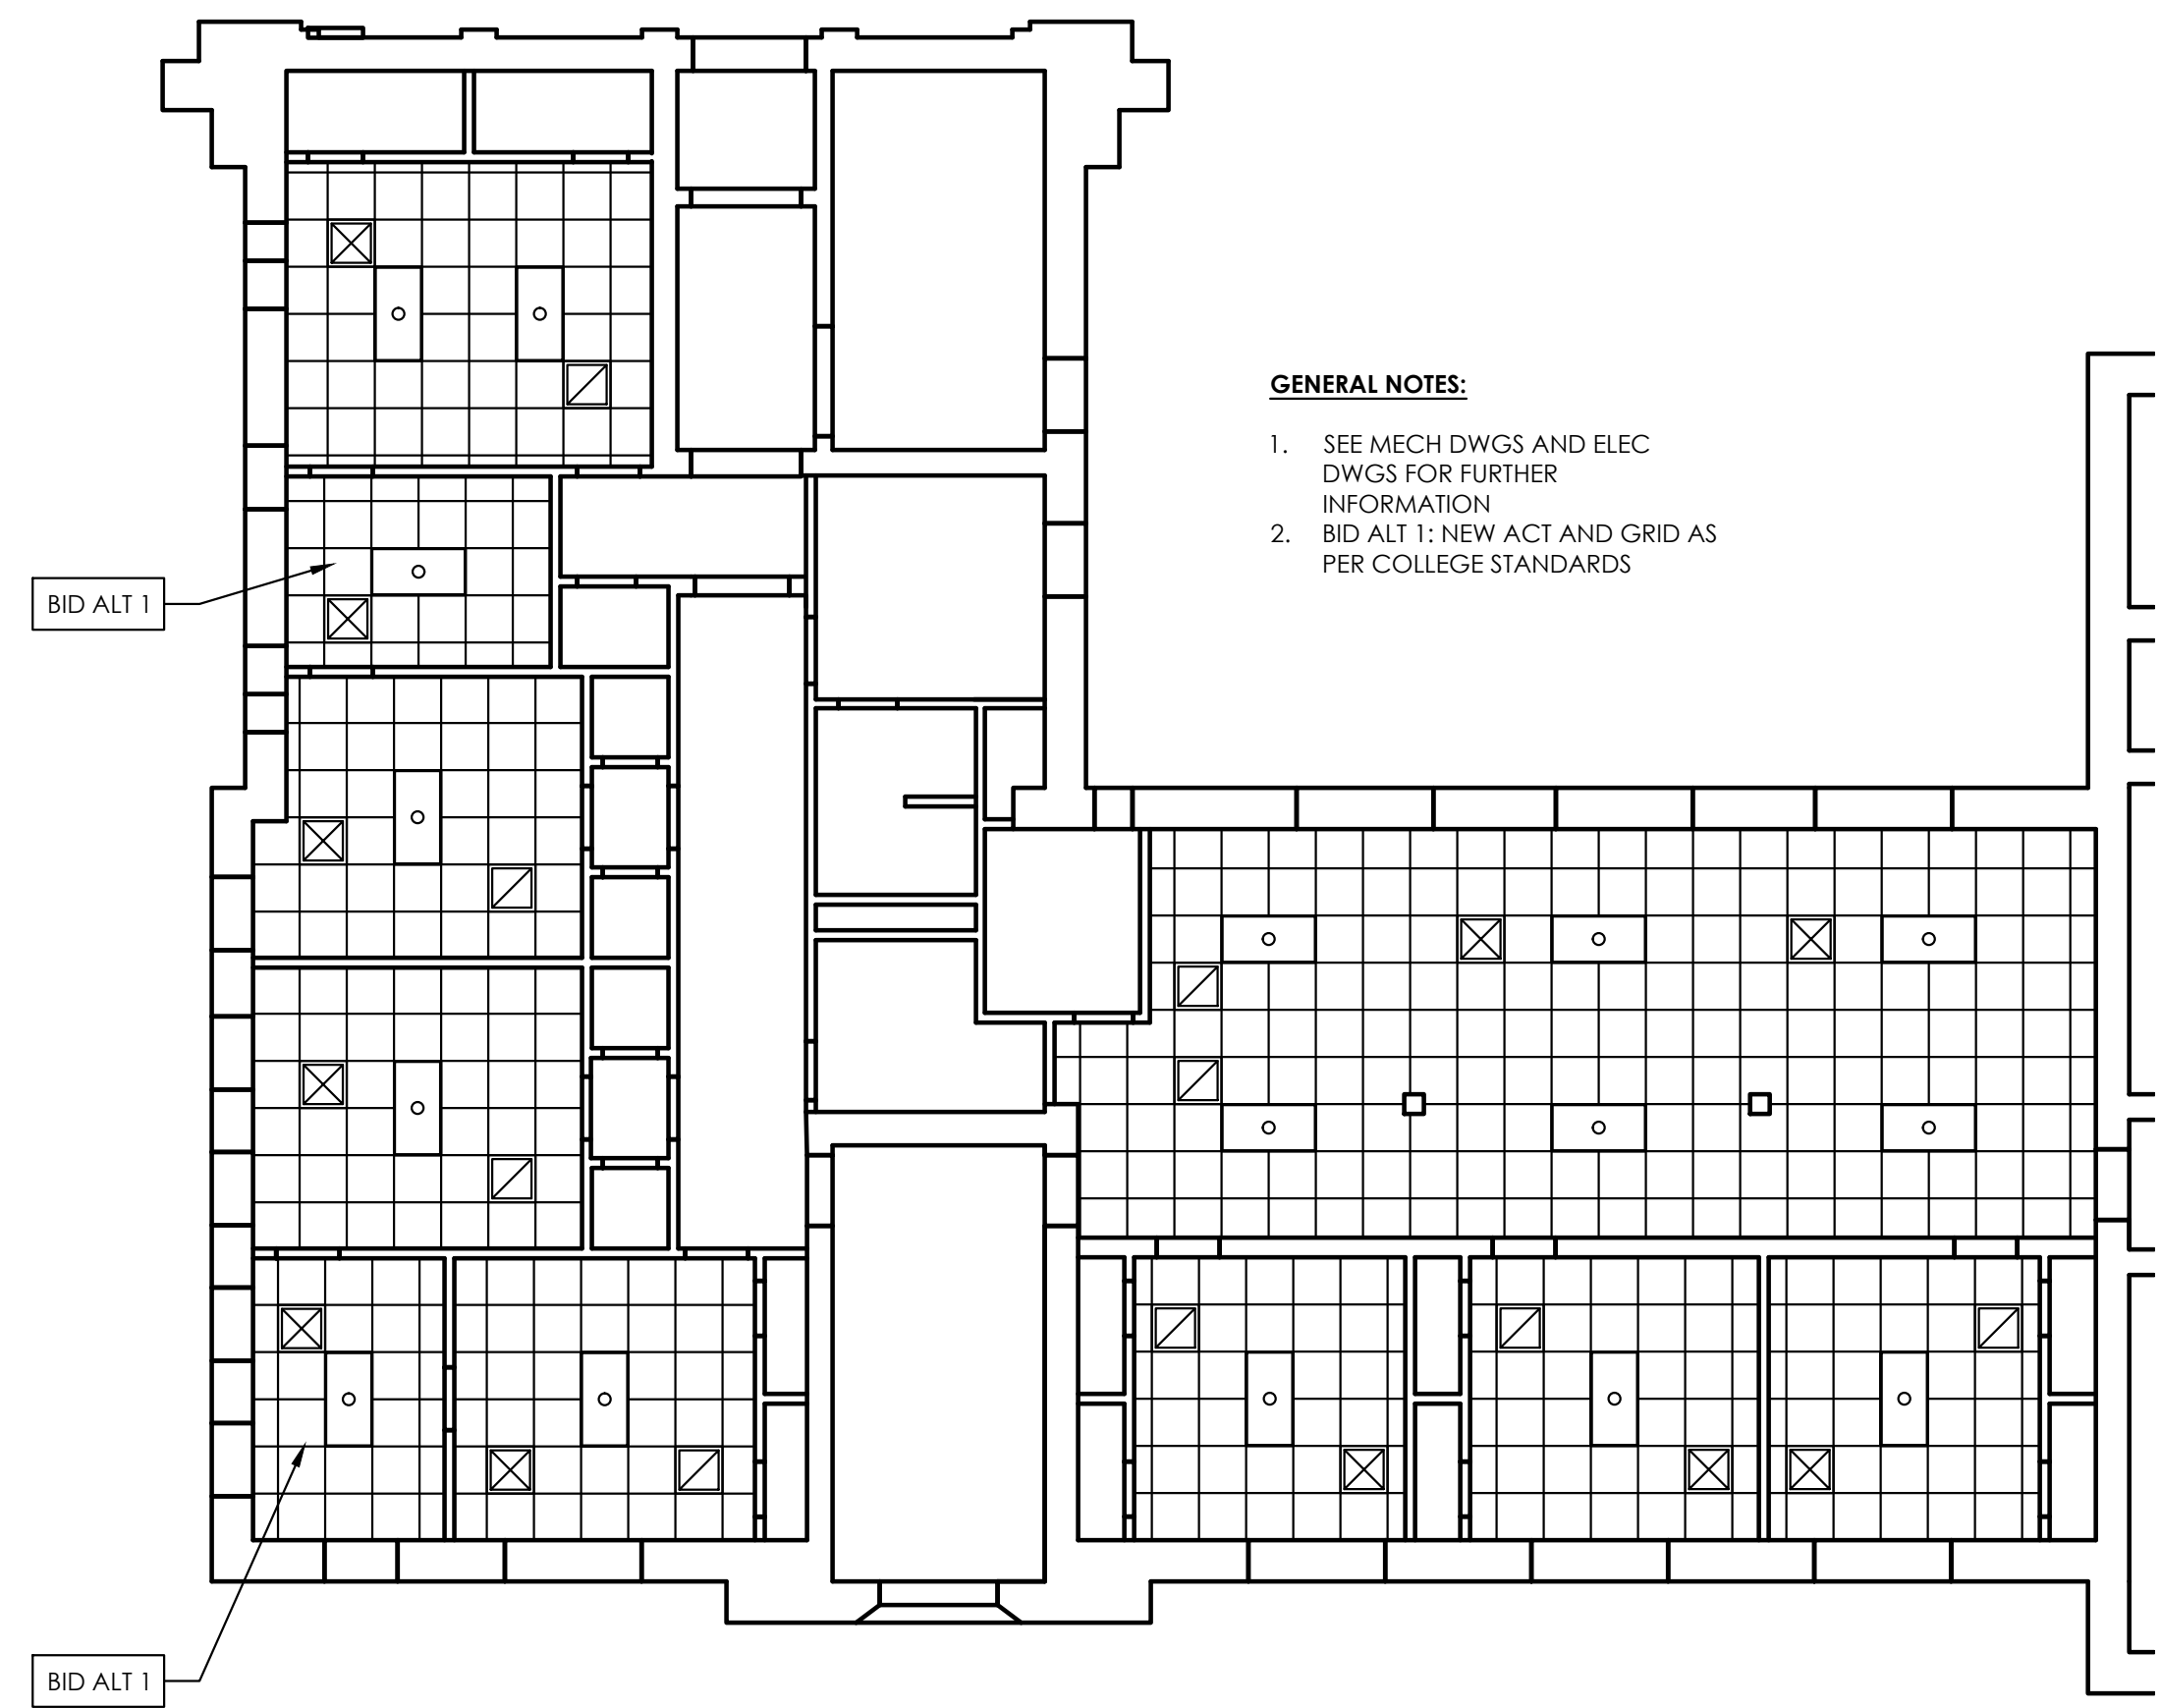 GENERAL NOTES:
1. SEE MECH DWGS AND ELEC
DWGS FOR FURTHER
INFORMATION
2. BID ALT 1: NEW ACT AND GRID AS
PER COLLEGE STANDARDS
BID ALT 1
BID ALT 1